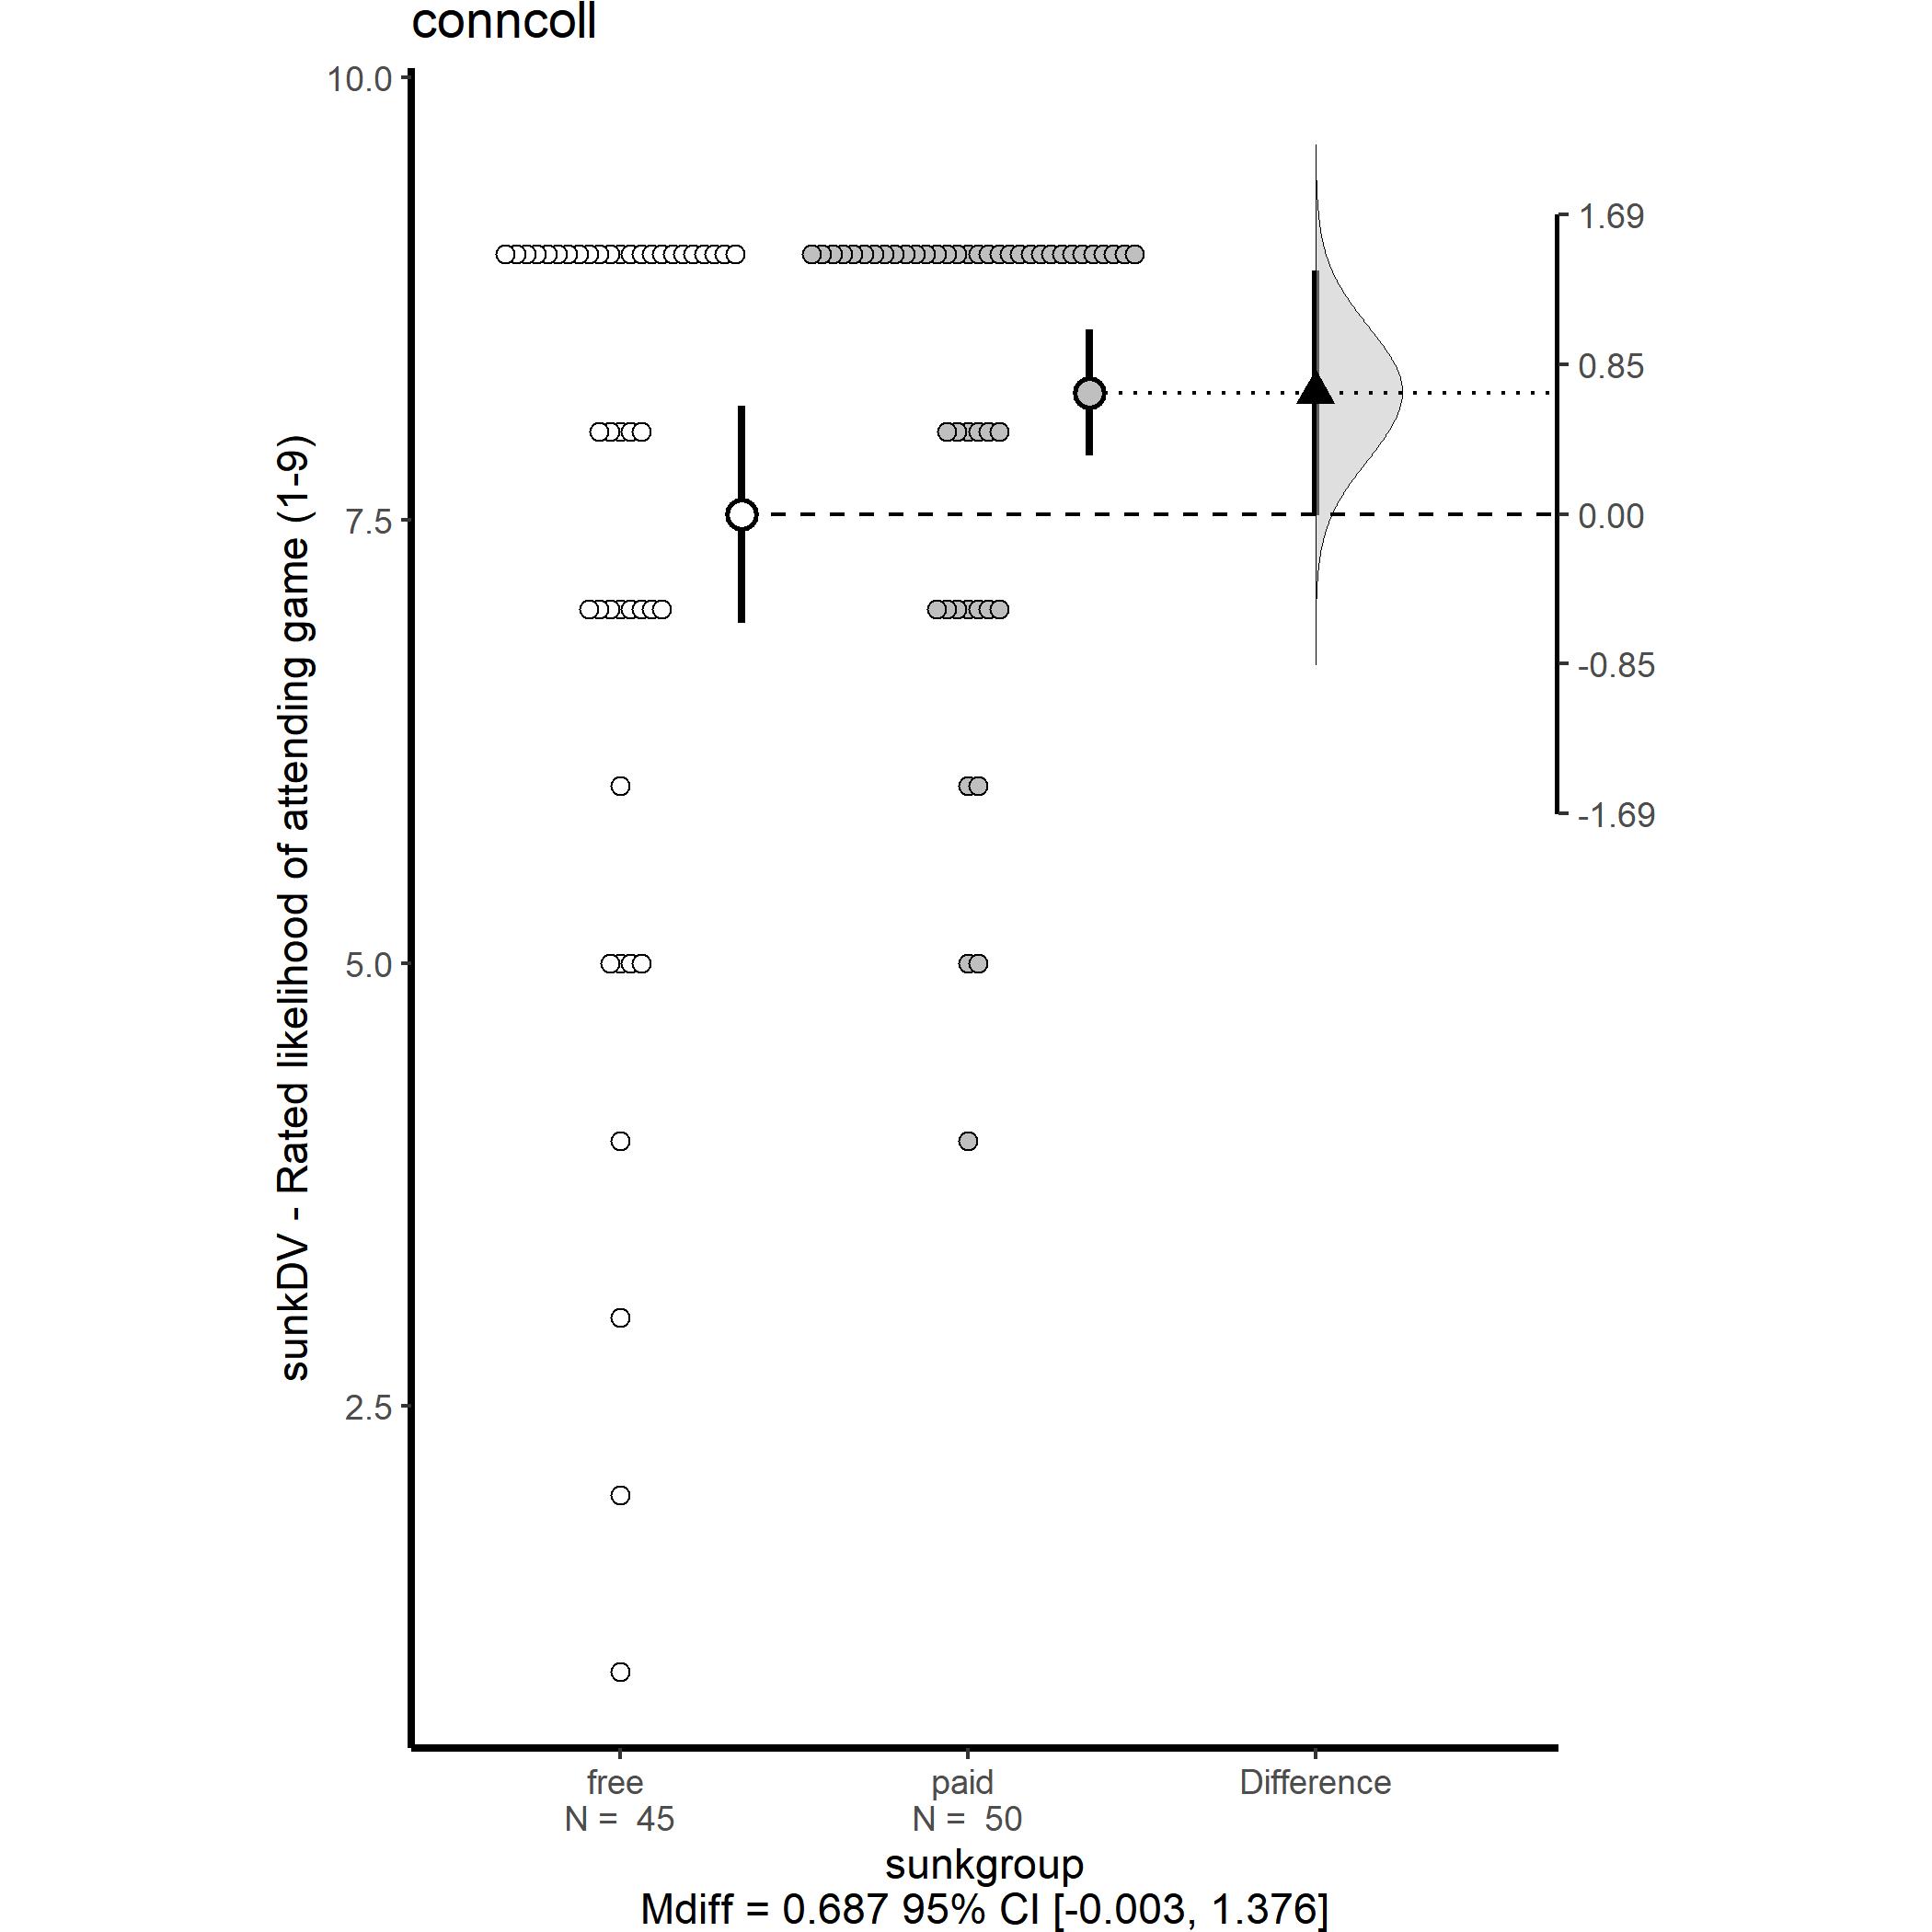 conncoll
10.0
7.5
5.0
2.5
sunkDV - Rated likelihood of attending game (1-9)
1.69
0.85
0.00
-0.85
-1.69
free
N =  45
paid
N =  50
Difference
sunkgroup
Mdiff = 0.687 95% CI [-0.003, 1.376]